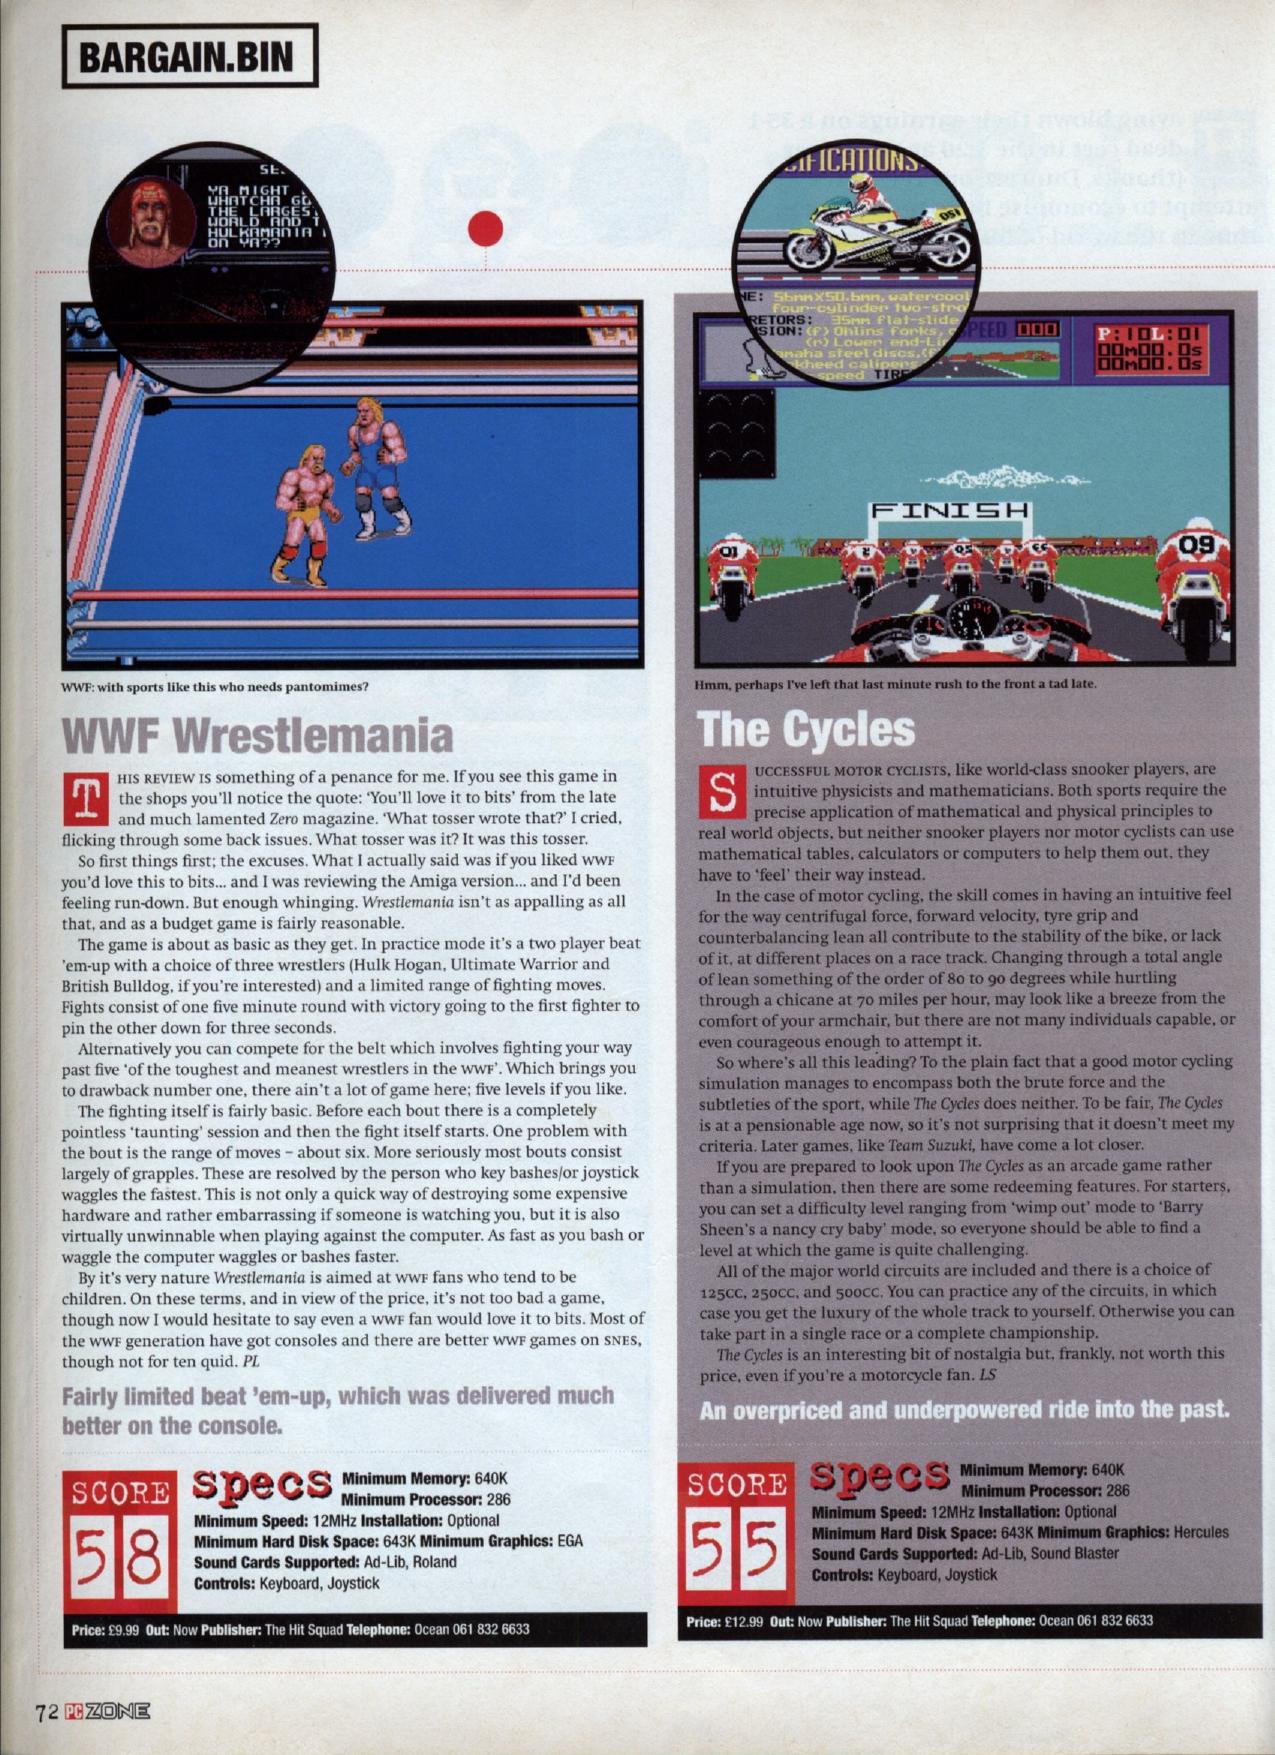 BARGAIN.BIN
YA MIGHT
WHATCHA GO
THE LARGES
WORLD AND
HULKAMANIA
ON YA??
IFICATIONS
NE: 56mmX50.6mm, watercool
four-cylinder two-stro
RETORS: 35mm flat-slide
SION: (f) Ohlins forks,
(r) Lower end-Li
maha steel discs,(f
kheed calipers
speed TIRE
SPEED 000
P:10L:01
00M00.0s
00M00.0s
FINISH
01
09
WWF: with sports like this who needs pantomimes?
WWF Wrestlemania
THIS REVIEW IS something of a penance for me. If you see this game in
the shops you'll notice the quote: 'You'll love it to bits' from the late
and much lamented Zero magazine. 'What tosser wrote that?' I cried,
flicking through some back issues. What tosser was it? It was this tosser.
So first things first; the excuses. What I actually said was if you liked WWF
you'd love this to bits... and I was reviewing the Amiga version... and I'd been
feeling run-down. But enough whinging. Wrestlemania isn't as appalling as all
that, and as a budget game is fairly reasonable.
The game is about as basic as they get. In practice mode it's a two player beat
'em-up with a choice of three wrestlers (Hulk Hogan, Ultimate Warrior and
British Bulldog, if you're interested) and a limited range of fighting moves.
Fights consist of one five minute round with victory going to the first fighter to
pin the other down for three seconds.
Alternatively you can compete for the belt which involves fighting your way
past five 'of the toughest and meanest wrestlers in the WWF'. Which brings you
to drawback number one, there ain't a lot of game here; five levels if you like.
The fighting itself is fairly basic. Before each bout there is a completely
pointless 'taunting' session and then the fight itself starts. One problem with
the bout is the range of moves – about six. More seriously most bouts consist
largely of grapples. These are resolved by the person who key bashes/or joystick
waggles the fastest. This is not only a quick way of destroying some expensive
hardware and rather embarrassing if someone is watching you, but it is also
virtually unwinnable when playing against the computer. As fast as you bash or
waggle the computer waggles or bashes faster.
By it's very nature Wrestlemania is aimed at WWF fans who tend to be
children. On these terms, and in view of the price, it's not too bad a game,
though now I would hesitate to say even a WWF fan would love it to bits. Most of
the WWF generation have got consoles and there are better WWF games on SNES,
though not for ten quid. PL
Fairly limited beat 'em-up, which was delivered much
better on the console.
SCORE
58
specs
Minimum Memory: 640K
Minimum Processor: 286
Minimum Speed: 12MHz Installation: Optional
Minimum Hard Disk Space: 643K Minimum Graphics: EGA
Sound Cards Supported: Ad-Lib, Roland
Controls: Keyboard, Joystick
Price: £9.99 Out: Now Publisher: The Hit Squad Telephone: Ocean 061 832 6633
Hmm, perhaps I've left that last minute rush to the front a tad late.
The Cycles
SUCCESSFUL MOTOR CYCLISTS, like world-class snooker players, are
intuitive physicists and mathematicians. Both sports require the
precise application of mathematical and physical principles to
real world objects, but neither snooker players nor motor cyclists can use
mathematical tables, calculators or computers to help them out, they
have to 'feel' their way instead.
In the case of motor cycling, the skill comes in having an intuitive feel
for the way centrifugal force, forward velocity, tyre grip and
counterbalancing lean all contribute to the stability of the bike, or lack
of it, at different places on a race track. Changing through a total angle
of lean something of the order of 80 to 90 degrees while hurtling
through a chicane at 70 miles per hour, may look like a breeze from the
comfort of your armchair, but there are not many individuals capable, or
even courageous enough to attempt it.
So where's all this leading? To the plain fact that a good motor cycling
simulation manages to encompass both the brute force and the
subtleties of the sport, while The Cycles does neither. To be fair, The Cycles
is at a pensionable age now, so it's not surprising that it doesn't meet my
criteria. Later games, like Team Suzuki, have come a lot closer.
If you are prepared to look upon The Cycles as an arcade game rather
than a simulation, then there are some redeeming features. For starters,
you can set a difficulty level ranging from 'wimp out' mode to 'Barry
Sheen's a nancy cry baby' mode, so everyone should be able to find a
level at which the game is quite challenging.
All of the major world circuits are included and there is a choice of
125CC, 250CC, and 500CC. You can practice any of the circuits, in which
case you get the luxury of the whole track to yourself. Otherwise you can
take part in a single race or a complete championship.
The Cycles is an interesting bit of nostalgia but, frankly, not worth this
price, even if you're a motorcycle fan. LS
An overpriced and underpowered ride into the past.
SCORE
55
specs
Minimum Memory: 640K
Minimum Processor: 286
Minimum Speed: 12MHz Installation: Optional
Minimum Hard Disk Space: 643K Minimum Graphics: Hercules
Sound Cards Supported: Ad-Lib, Sound Blaster
Controls: Keyboard, Joystick
Price: £12.99 Out: Now Publisher: The Hit Squad Telephone: Ocean 061 832 6633
72 PC ZONE